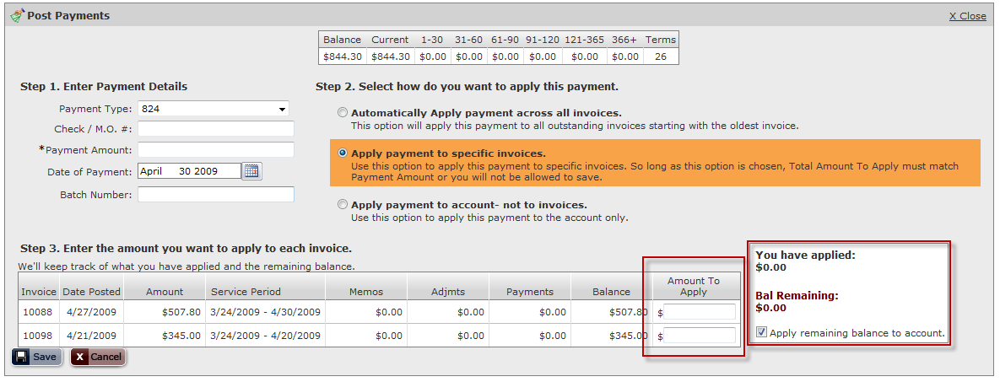 Post Payments
X Close
Balance Current 1-30 31-60 61-90 91-120 121-365 366+ Terms
$844.30 $844.30 $0.00 $0.00 $0.00 $0.00 $0.00 $0.00 26
Step 1. Enter Payment Details
Payment Type: 824
Check / M.O. #:
*Payment Amount:
Date of Payment: April 30 2009
Batch Number:
Step 2. Select how do you want to apply this payment.
Automatically Apply payment across all invoices.
This option will apply this payment to all outstanding invoices starting with the oldest invoice.
Apply payment to specific invoices.
Use this option to apply this payment to specific invoices. So long as this option is chosen, Total Amount To Apply must match
Payment Amount or you will not be allowed to save.
Apply payment to account- not to invoices.
Use this option to apply this payment to the account only.
Step 3. Enter the amount you want to apply to each invoice.
We'll keep track of what you have applied and the remaining balance.
Invoice Date Posted Amount Service Period Memos Adjmts Payments Balance Amount To
Apply
10088 4/27/2009 $507.80 3/24/2009 - 4/30/2009 $0.00 $0.00 $0.00 $507.80 $
10098 4/21/2009 $345.00 3/24/2009 - 4/20/2009 $0.00 $0.00 $0.00 $345.00 $
You have applied:
$0.00
Bal Remaining:
$0.00
Apply remaining balance to account.
Save
X Cancel